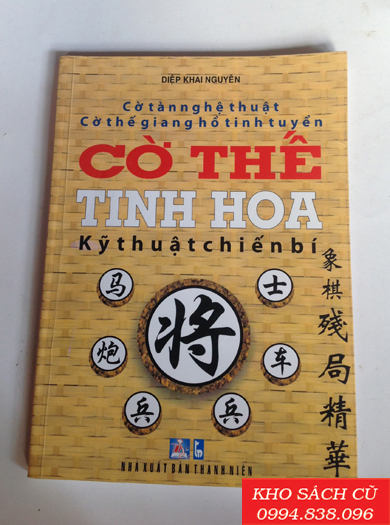 DIỆP KHAI NGUYÊN
Cờ tàn nghệ thuật
Cờ thế giang hồ tinh tuyển
CỜ THẾ
TINH HOA
Kỹ thuật chiến bí
象棋殘局精華
马
士
将
炮
车
兵
兵
NHÀ XUẤT BẢN THANH NIÊN
KHO SÁCH CŨ
0994.838.096